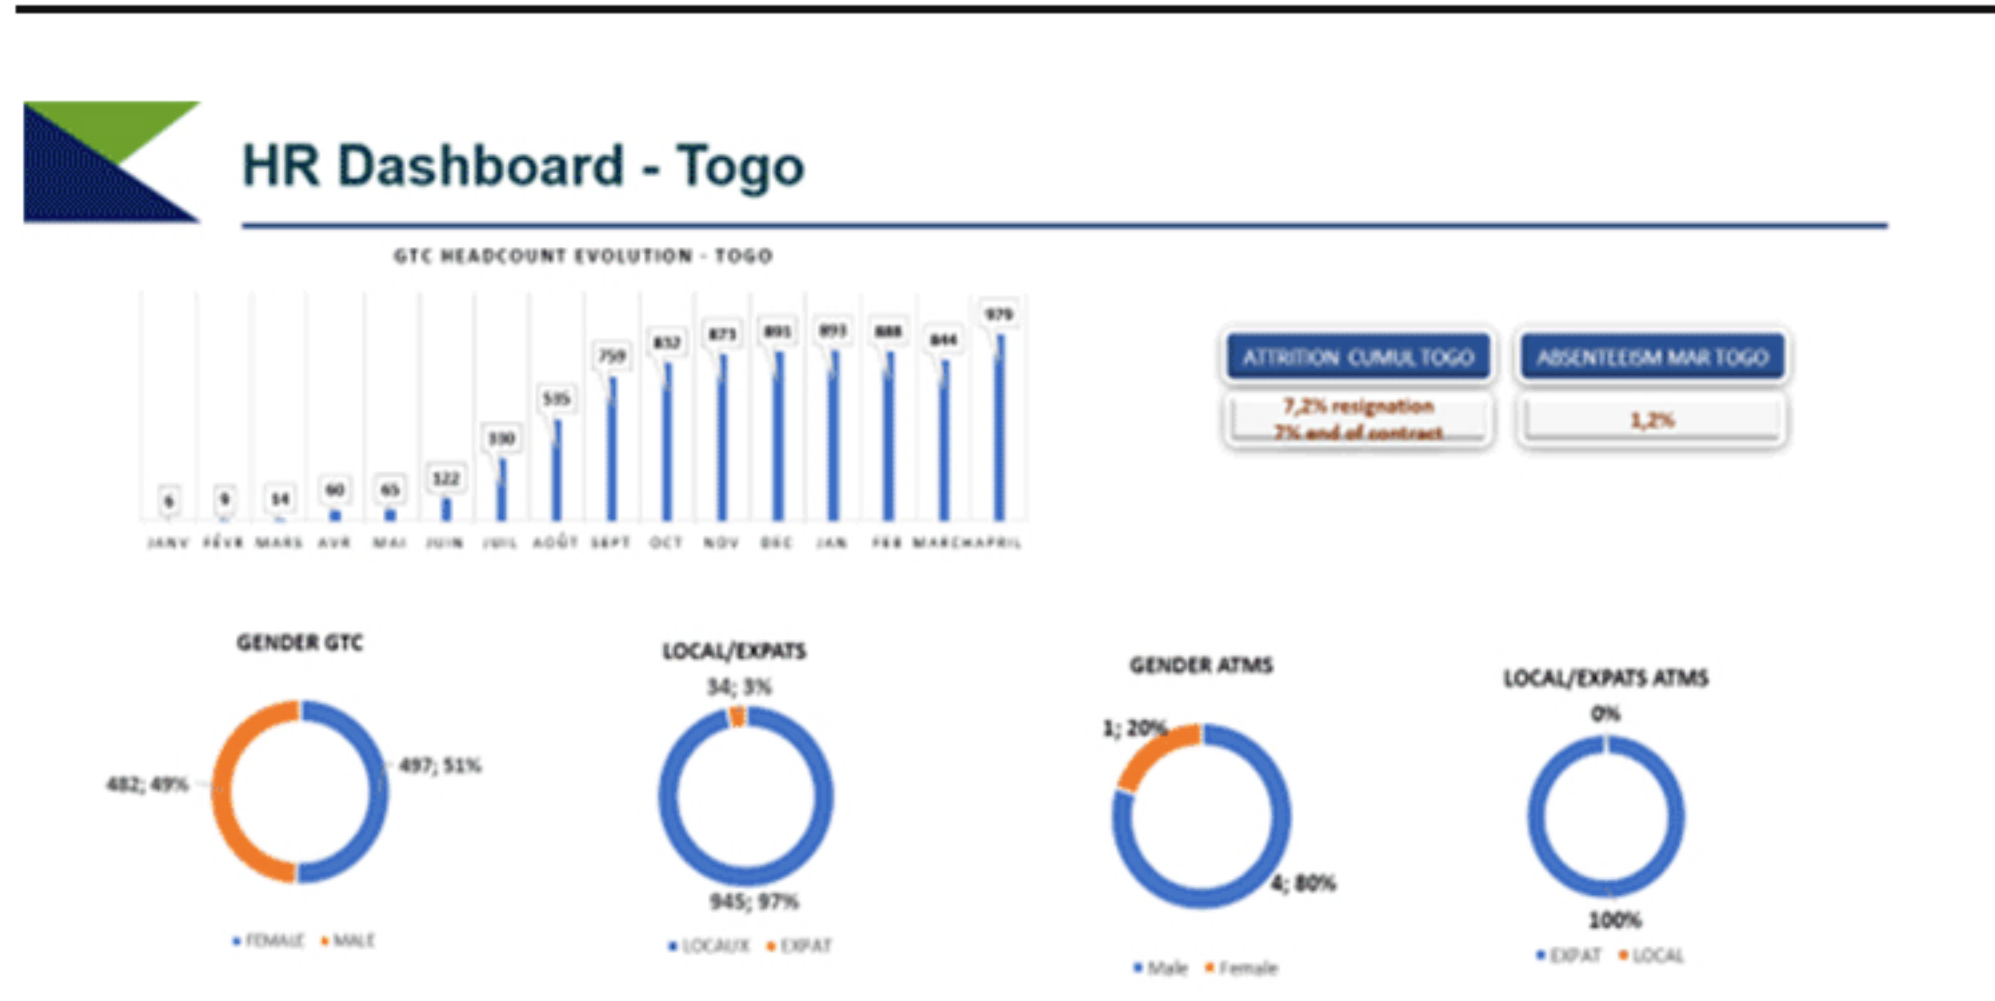 HR Dashboard - Togo
GTC HEADCOUNT EVOLUTION - TOGO
6 9 14 60 65 122 330 535 759 832 873 891 893 888 844 979
JANV FÉVR MARS AVR MAI JUIN JUIL AOÛT SEPT OCT NOV DEC JAN FEB MARCH APRIL
ATTRITION CUMUL TOGO
7,2% resignation
7% end of contract
ABSENTEEISM MAR TOGO
1,2%
GENDER GTC
482; 49%
497; 51%
FEMALE MALE
LOCAL/EXPATS
34; 3%
945; 97%
LOCAUX EXPAT
GENDER ATMS
1; 20%
4; 80%
Male Female
LOCAL/EXPATS ATMS
0%
100%
EXPAT LOCAL